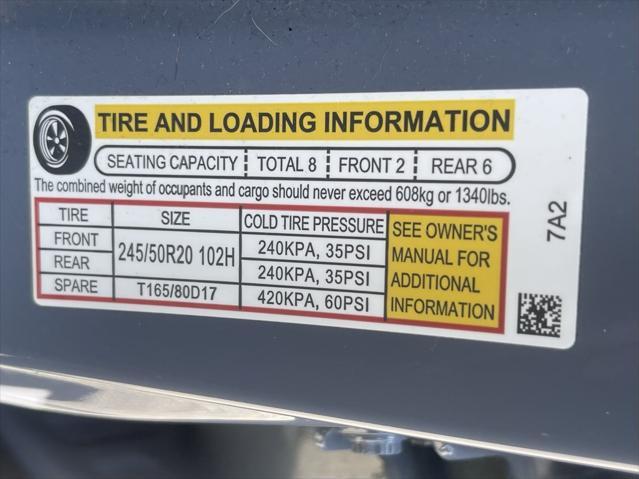 TIRE AND LOADING INFORMATION
SEATING CAPACITY TOTAL 8 FRONT 2 REAR 6
The combined weight of occupants and cargo should never exceed 608kg or 1340lbs.
TIRE SIZE COLD TIRE PRESSURE
FRONT 245/50R20 102H 240KPA, 35PSI
REAR 240KPA, 35PSI
SPARE T165/80D17 420KPA, 60PSI
SEE OWNER'S
MANUAL FOR
ADDITIONAL
INFORMATION
7A2